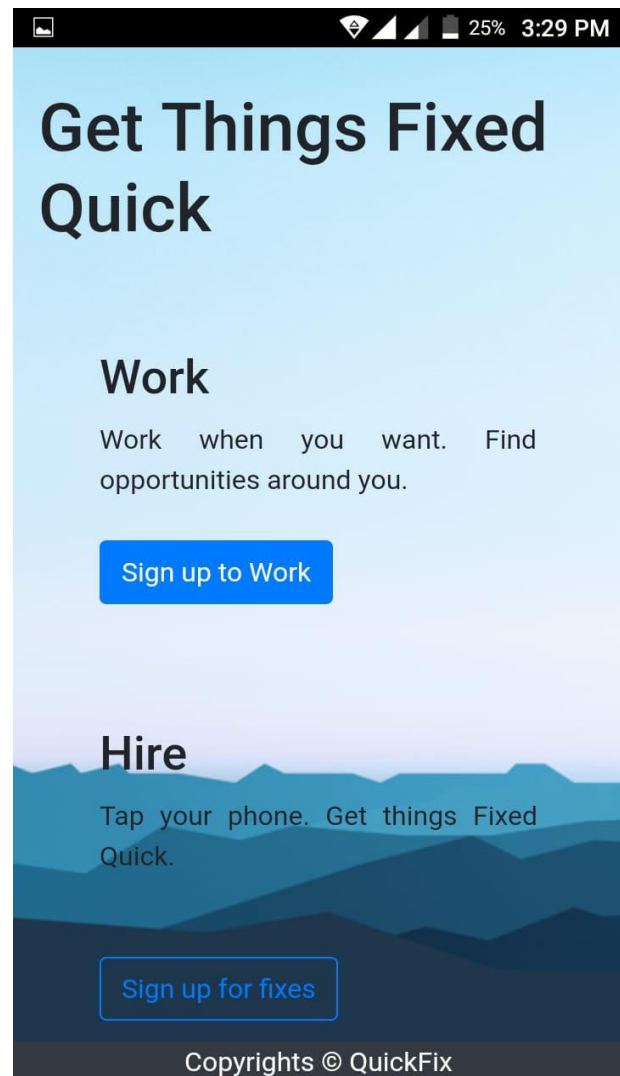 25% 3:29 PM
Get Things Fixed
Quick
Work
Work when you want. Find
opportunities around you.
Sign up to Work
Hire
Tap your phone. Get things Fixed
Quick.
Sign up for fixes
Copyrights © QuickFix